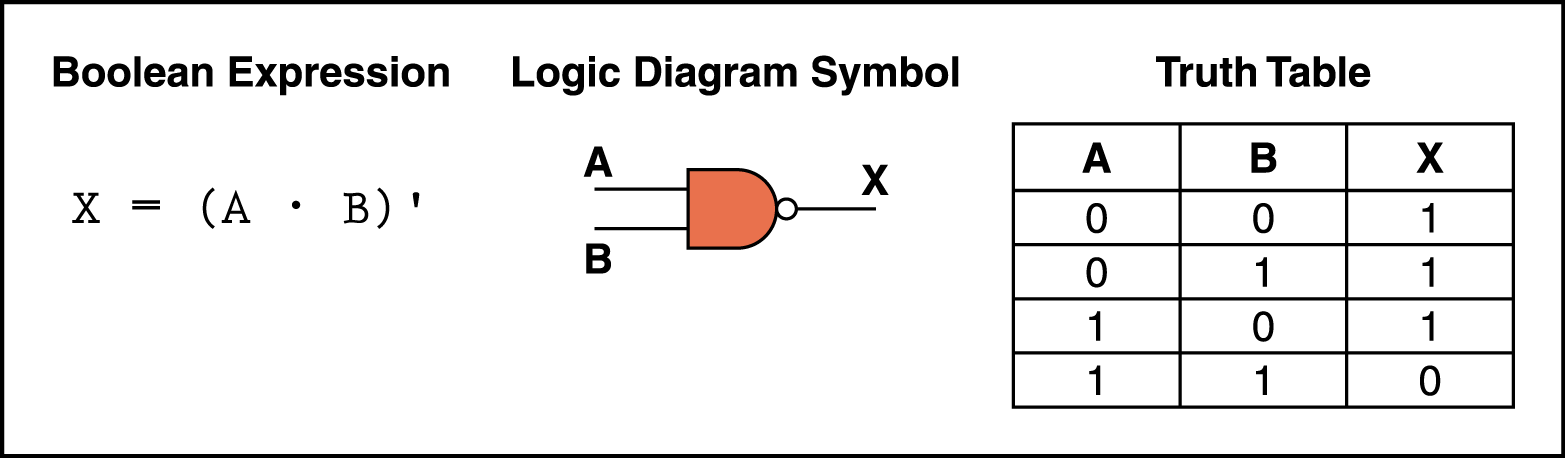 Boolean Expression
Logic Diagram Symbol
Truth Table
X = (A · B)'
A
B
X
A B X
0 0 1
0 1 1
1 0 1
1 1 0